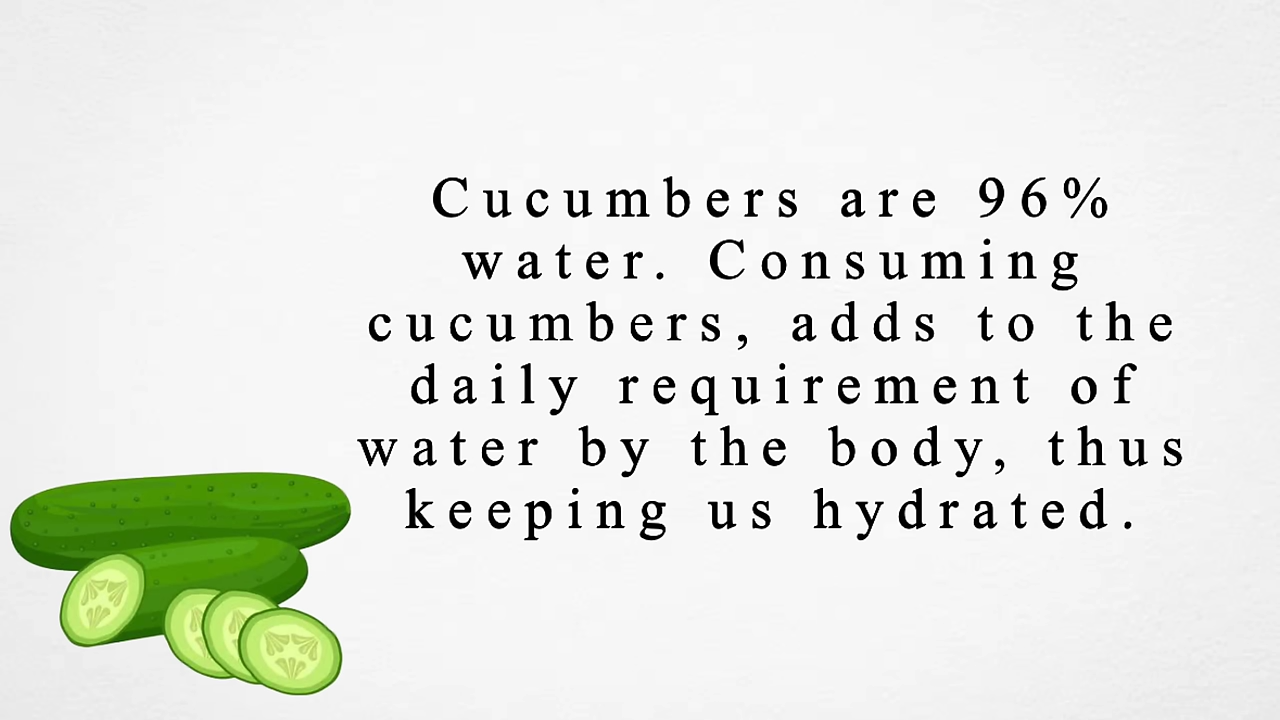 Cucumbers are 96%
water. Consuming
cucumbers, adds to the
daily requirement of
water by the body, thus
keeping us hydrated.